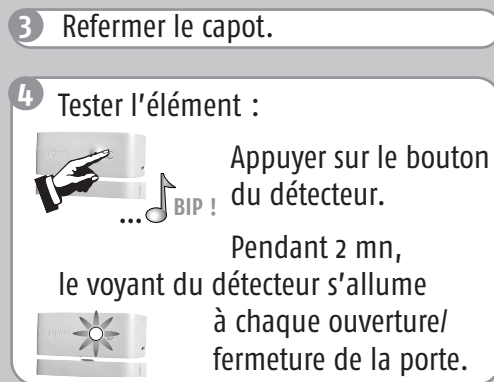 3 Refermer le capot.
4 Tester l'élément :
Appuyer sur le bouton
du détecteur.
... BIP !
Pendant 2 mn,
le voyant du détecteur s'allume
à chaque ouverture/
fermeture de la porte.